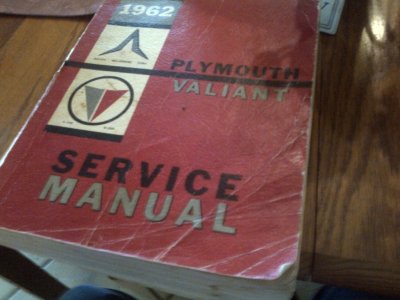 1962
PLYMOUTH
VALIANT
SERVICE
MANUAL